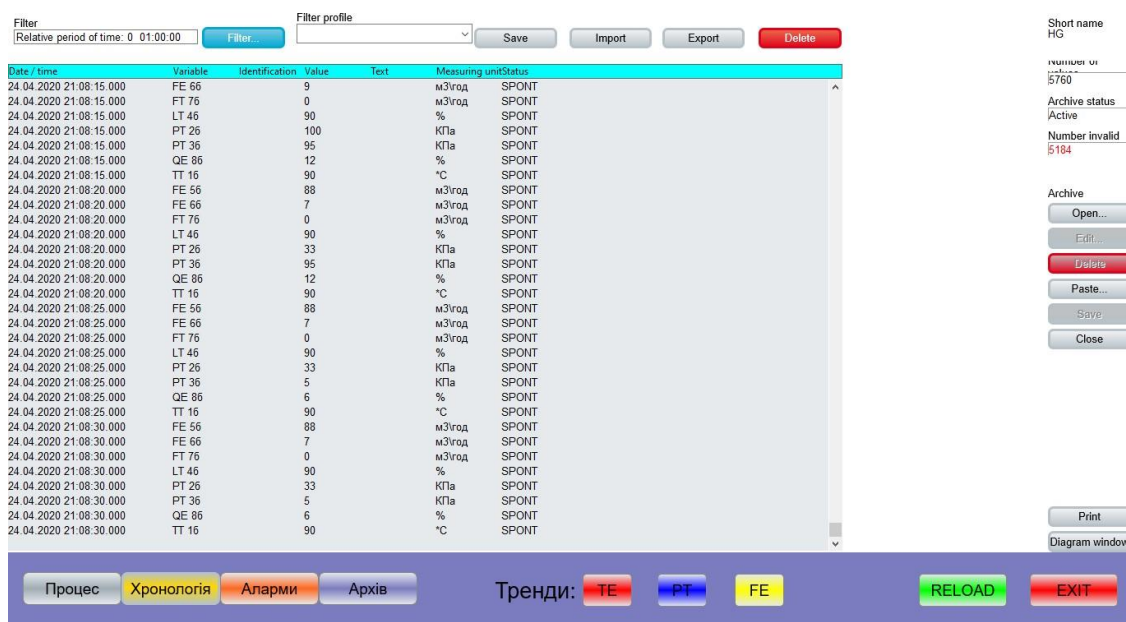 Filter
Filter profile
Short name
Relative period of time: 0 01:00:00
Filter...
Save
Import
Export
Delete
HG
Number of
5760
Archive status
Active
Number invalid
5184
Archive
Open...
Edit...
Delete
Paste...
Save
Close
Print
Diagram window
Date / time Variable Identification Value Text Measuring unit Status
24.04.2020 21:08:15.000 FE 66 9 м3\год SPONT
24.04.2020 21:08:15.000 FT 76 0 м3\год SPONT
24.04.2020 21:08:15.000 LT 46 90 % SPONT
24.04.2020 21:08:15.000 PT 26 100 КПа SPONT
24.04.2020 21:08:15.000 PT 36 95 КПа SPONT
24.04.2020 21:08:15.000 QE 86 12 % SPONT
24.04.2020 21:08:15.000 TT 16 90 *C SPONT
24.04.2020 21:08:20.000 FE 56 88 м3\год SPONT
24.04.2020 21:08:20.000 FE 66 7 м3\год SPONT
24.04.2020 21:08:20.000 FT 76 0 м3\год SPONT
24.04.2020 21:08:20.000 LT 46 90 % SPONT
24.04.2020 21:08:20.000 PT 26 33 КПа SPONT
24.04.2020 21:08:20.000 PT 36 95 КПа SPONT
24.04.2020 21:08:20.000 QE 86 12 % SPONT
24.04.2020 21:08:20.000 TT 16 90 *C SPONT
24.04.2020 21:08:25.000 FE 56 88 м3\год SPONT
24.04.2020 21:08:25.000 FE 66 7 м3\год SPONT
24.04.2020 21:08:25.000 FT 76 0 м3\год SPONT
24.04.2020 21:08:25.000 LT 46 90 % SPONT
24.04.2020 21:08:25.000 PT 26 33 КПа SPONT
24.04.2020 21:08:25.000 PT 36 5 КПа SPONT
24.04.2020 21:08:25.000 QE 86 6 % SPONT
24.04.2020 21:08:25.000 TT 16 90 *C SPONT
24.04.2020 21:08:30.000 FE 56 88 м3\год SPONT
24.04.2020 21:08:30.000 FE 66 7 м3\год SPONT
24.04.2020 21:08:30.000 FT 76 0 м3\год SPONT
24.04.2020 21:08:30.000 LT 46 90 % SPONT
24.04.2020 21:08:30.000 PT 26 33 КПа SPONT
24.04.2020 21:08:30.000 PT 36 5 КПа SPONT
24.04.2020 21:08:30.000 QE 86 6 % SPONT
24.04.2020 21:08:30.000 TT 16 90 *C SPONT
Процес Хронологія Аларми Архів Тренди: TE PT FE RELOAD EXIT